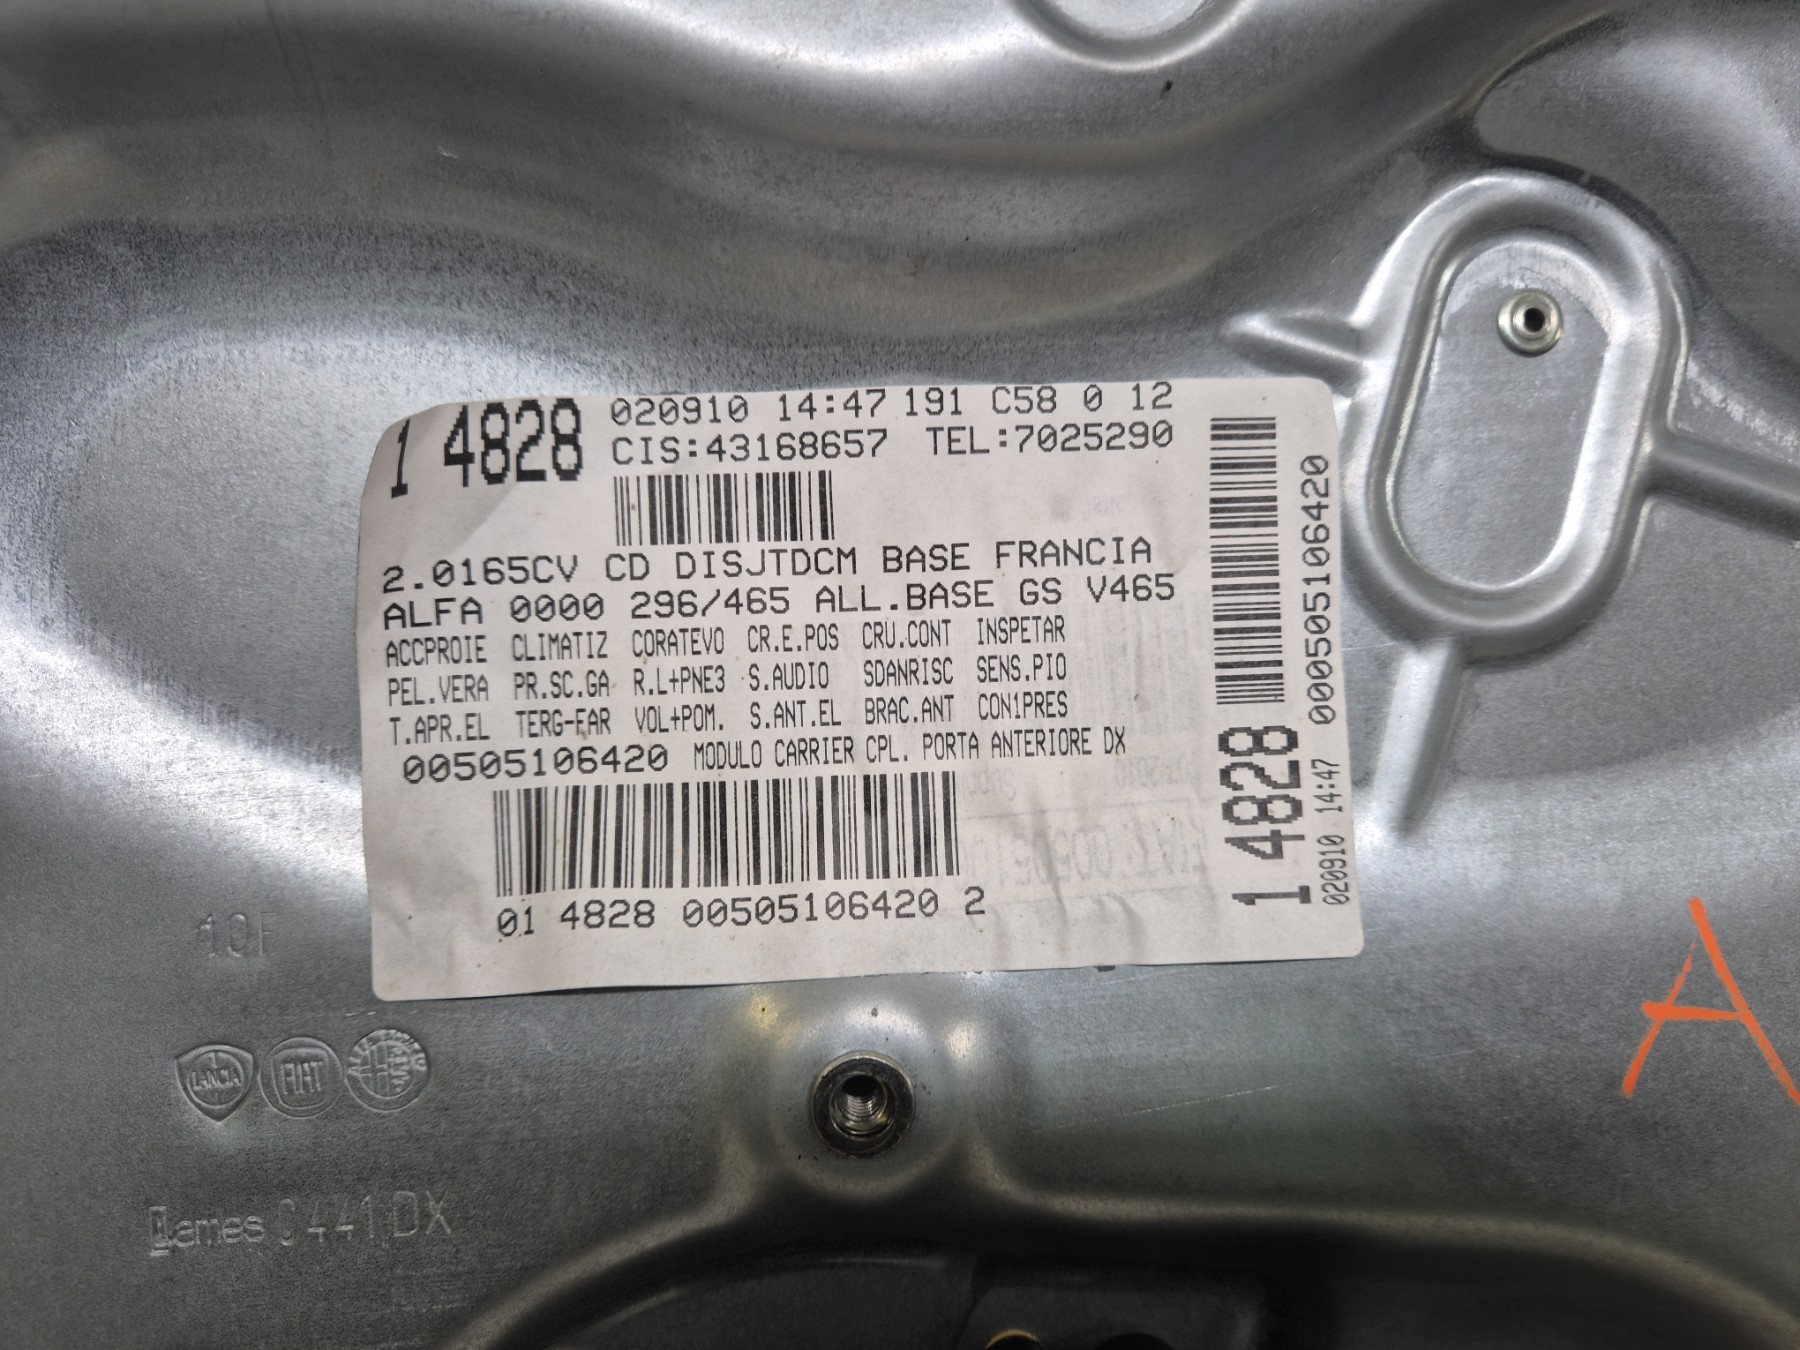 1 4828
020910 14:47 191 C58 0 12
CIS:43168657 TEL:7025290
2.0165CV CD DISJTDCM BASE FRANCIA
ALFA 0000 296/465 ALL.BASE GS V465
ACCPROIE CLIMATIZ CORATEVO CR.E.POS CRU.CONT INSPETAR
PEL.VERA PR.SC.GA R.L+PNE3 S.AUDIO SDANRISC SENS.PIO
T.APR.EL TERG-FAR VOL+POM. S.ANT.EL BRAC.ANT CON1PRES
00505106420 MODULO CARRIER CPL. PORTA ANTERIORE DX
01 4828 00505106420 2
00505106420
1 4828
020910 14:47
A
10F
LANCIA
FIAT
C441 DX